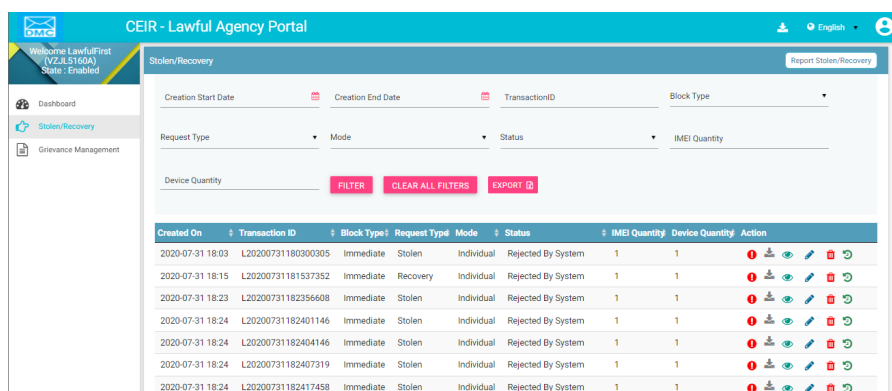 DMC
CEIR - Lawful Agency Portal
English
Welcome LawfulFirst
(VZJL5160A)
State : Enabled
Stolen/Recovery
Report Stolen/Recovery
Dashboard
Stolen/Recovery
Grievance Management
Creation Start Date
Creation End Date
TransactionID
Block Type
Request Type
Mode
Status
IMEI Quantity
Device Quantity
FILTER
CLEAR ALL FILTERS
EXPORT
Created On Transaction ID Block Type Request Type Mode Status IMEI Quantity Device Quantity Action
2020-07-31 18:03 L20200731180300305 Immediate Stolen Individual Rejected By System 1 1
2020-07-31 18:15 L20200731181537352 Immediate Recovery Individual Rejected By System 1 1
2020-07-31 18:23 L20200731182356608 Immediate Stolen Individual Rejected By System 1 1
2020-07-31 18:24 L20200731182401146 Immediate Stolen Individual Rejected By System 1 1
2020-07-31 18:24 L20200731182404146 Immediate Stolen Individual Rejected By System 1 1
2020-07-31 18:24 L20200731182407319 Immediate Stolen Individual Rejected By System 1 1
2020-07-31 18:24 L20200731182417458 Immediate Stolen Individual Rejected By System 1 1